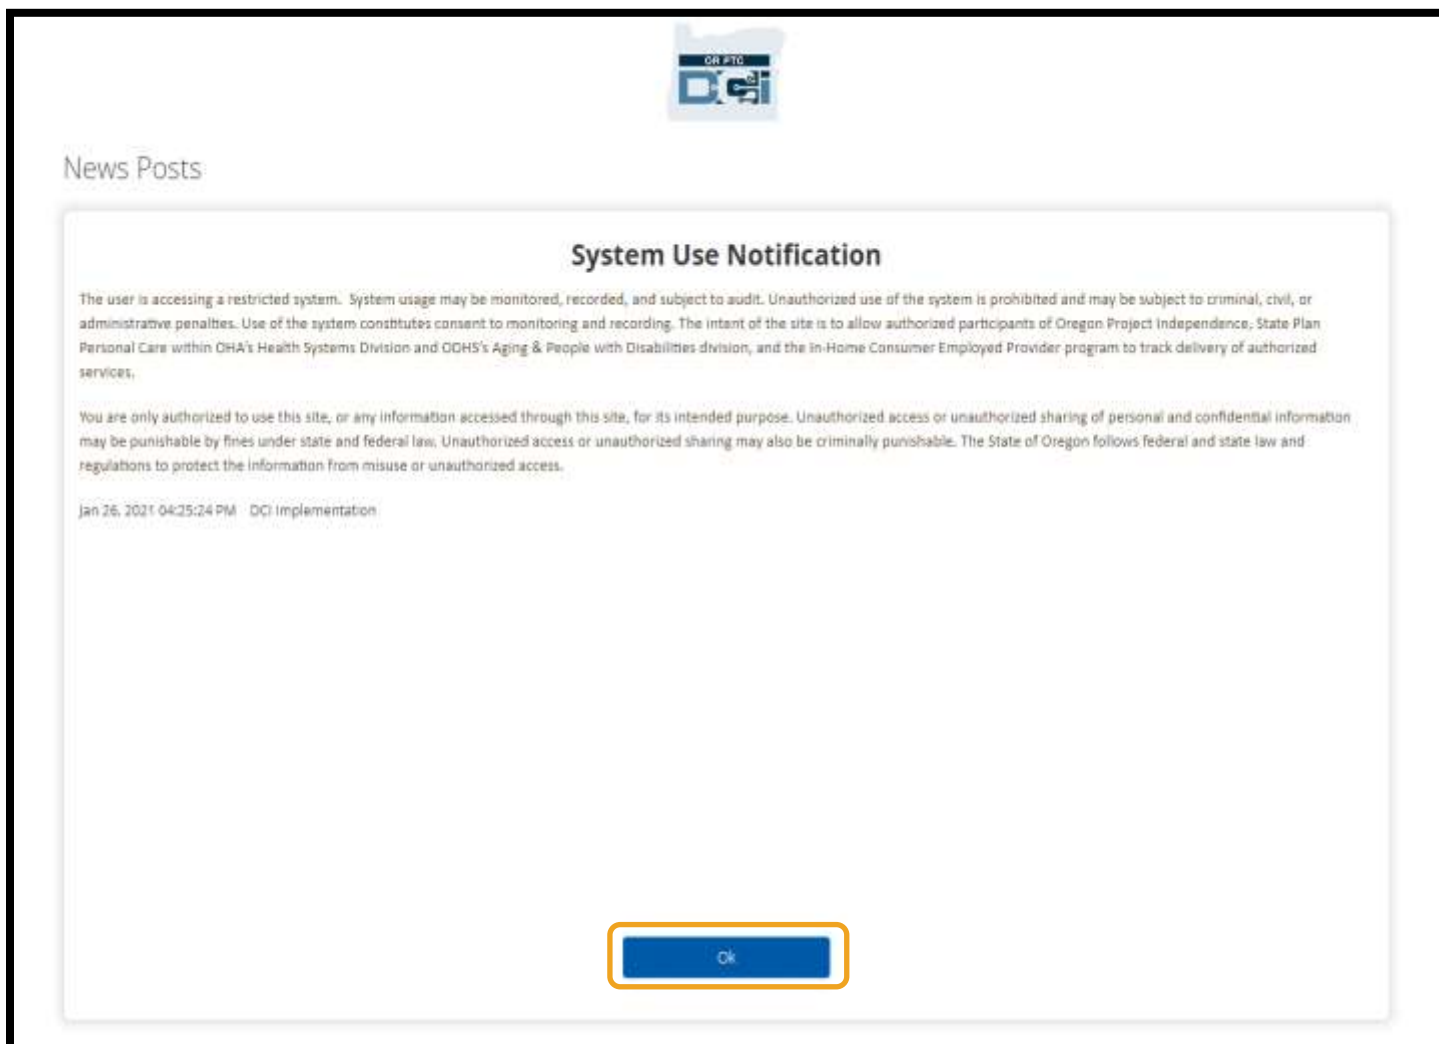 OR PTC
DCi
News Posts
System Use Notification
The user is accessing a restricted system.  System usage may be monitored, recorded, and subject to audit. Unauthorized use of the system is prohibited and may be subject to criminal, civil, or
administrative penalties. Use of the system constitutes consent to monitoring and recording. The intent of the site is to allow authorized participants of Oregon Project Independence, State Plan
Personal Care within OHA's Health Systems Division and ODHS's Aging & People with Disabilities division, and the In-Home Consumer Employed Provider program to track delivery of authorized
services.
You are only authorized to use this site, or any information accessed through this site, for its intended purpose. Unauthorized access or unauthorized sharing of personal and confidential information
may be punishable by fines under state and federal law. Unauthorized access or unauthorized sharing may also be criminally punishable. The State of Oregon follows federal and state law and
regulations to protect the information from misuse or unauthorized access.
Jan 26, 2021 04:25:24 PM   DCI Implementation
Ok